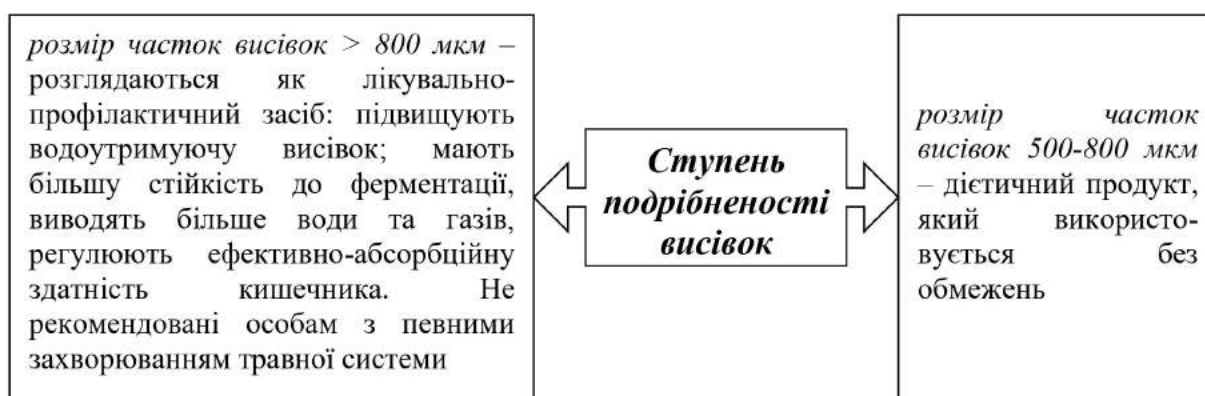 розмір часток висівок > 800 мкм –
розглядаються як лікувально-
профілактичний засіб: підвищують
водоутримуючу висівок; мають
більшу стійкість до ферментації,
виводять більше води та газів,
регулюють ефективно-абсорбційну
здатність кишечника. Не
рекомендовані особам з певними
захворюванням травної системи
Ступень
подрібненості
висівок
розмір часток
висівок 500-800 мкм
– дієтичний продукт,
який використо-
вується без
обмежень